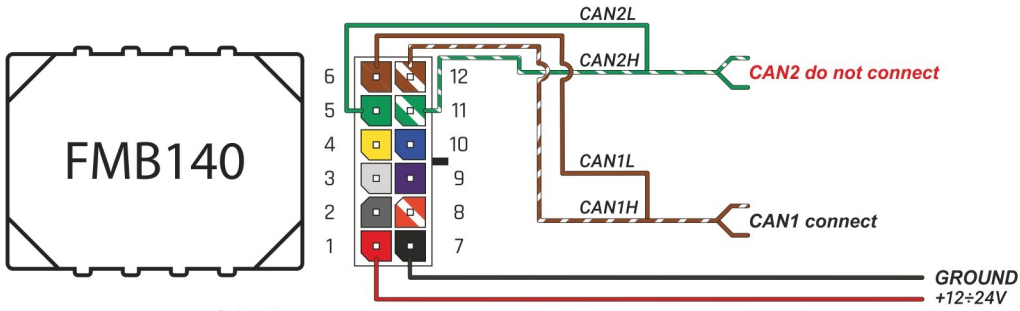 CAN2L
CAN2H
CAN2 do not connect
FMB140
6 12
5 11
4 10
3 9
2 8
1 7
CAN1L
CAN1H
CAN1 connect
GROUND
+12÷24V